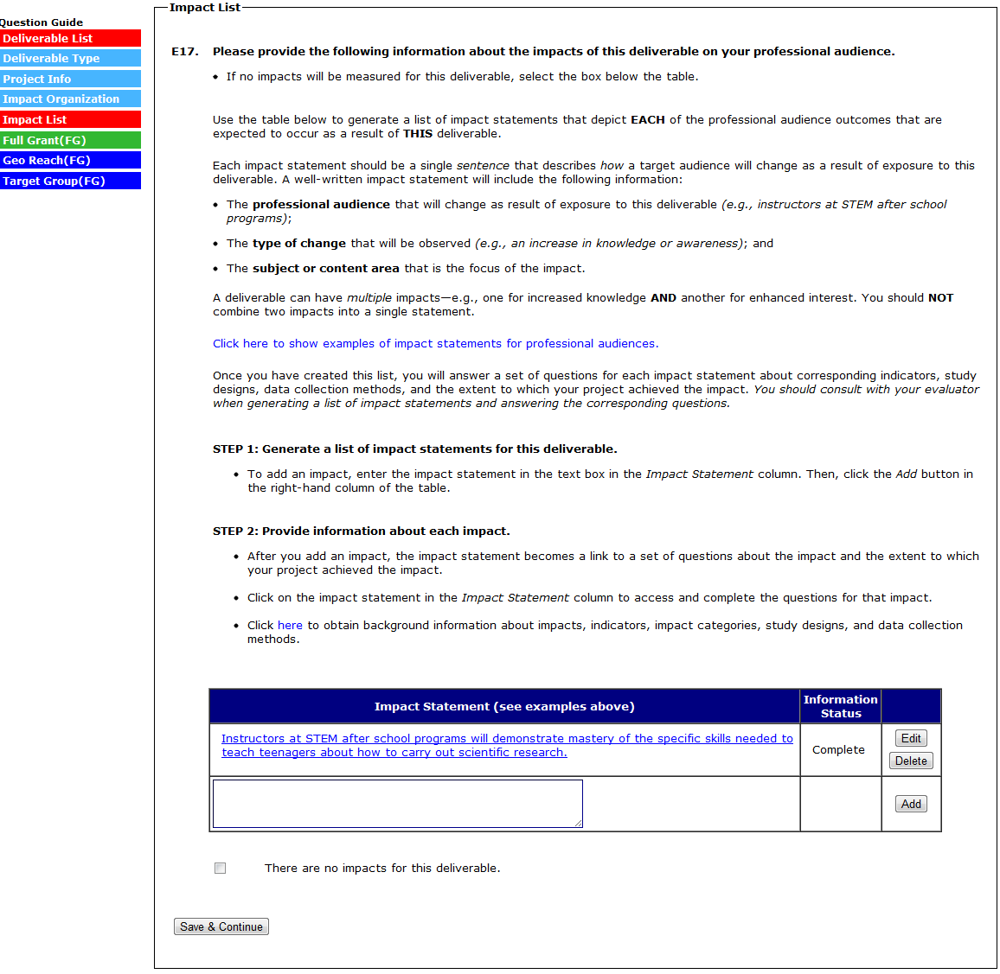 Impact List
Question Guide
Deliverable List
Deliverable Type
Project Info
Impact Organization
Impact List
Full Grant(FG)
Geo Reach(FG)
Target Group(FG)
E17. Please provide the following information about the impacts of this deliverable on your professional audience.
• If no impacts will be measured for this deliverable, select the box below the table.
Use the table below to generate a list of impact statements that depict EACH of the professional audience outcomes that are
expected to occur as a result of THIS deliverable.
Each impact statement should be a single sentence that describes how a target audience will change as a result of exposure to this
deliverable. A well-written impact statement will include the following information:
• The professional audience that will change as result of exposure to this deliverable (e.g., instructors at STEM after school
programs);
• The type of change that will be observed (e.g., an increase in knowledge or awareness); and
• The subject or content area that is the focus of the impact.
A deliverable can have multiple impacts—e.g., one for increased knowledge AND another for enhanced interest. You should NOT
combine two impacts into a single statement.
Click here to show examples of impact statements for professional audiences.
Once you have created this list, you will answer a set of questions for each impact statement about corresponding indicators, study
designs, data collection methods, and the extent to which your project achieved the impact. You should consult with your evaluator
when generating a list of impact statements and answering the corresponding questions.
STEP 1: Generate a list of impact statements for this deliverable.
• To add an impact, enter the impact statement in the text box in the Impact Statement column. Then, click the Add button in
the right-hand column of the table.
STEP 2: Provide information about each impact.
• After you add an impact, the impact statement becomes a link to a set of questions about the impact and the extent to which
your project achieved the impact.
• Click on the impact statement in the Impact Statement column to access and complete the questions for that impact.
• Click here to obtain background information about impacts, indicators, impact categories, study designs, and data collection
methods.
Impact Statement (see examples above)
Information
Status
Instructors at STEM after school programs will demonstrate mastery of the specific skills needed to
teach teenagers about how to carry out scientific research.
Complete
Edit
Delete
Add
There are no impacts for this deliverable.
Save & Continue